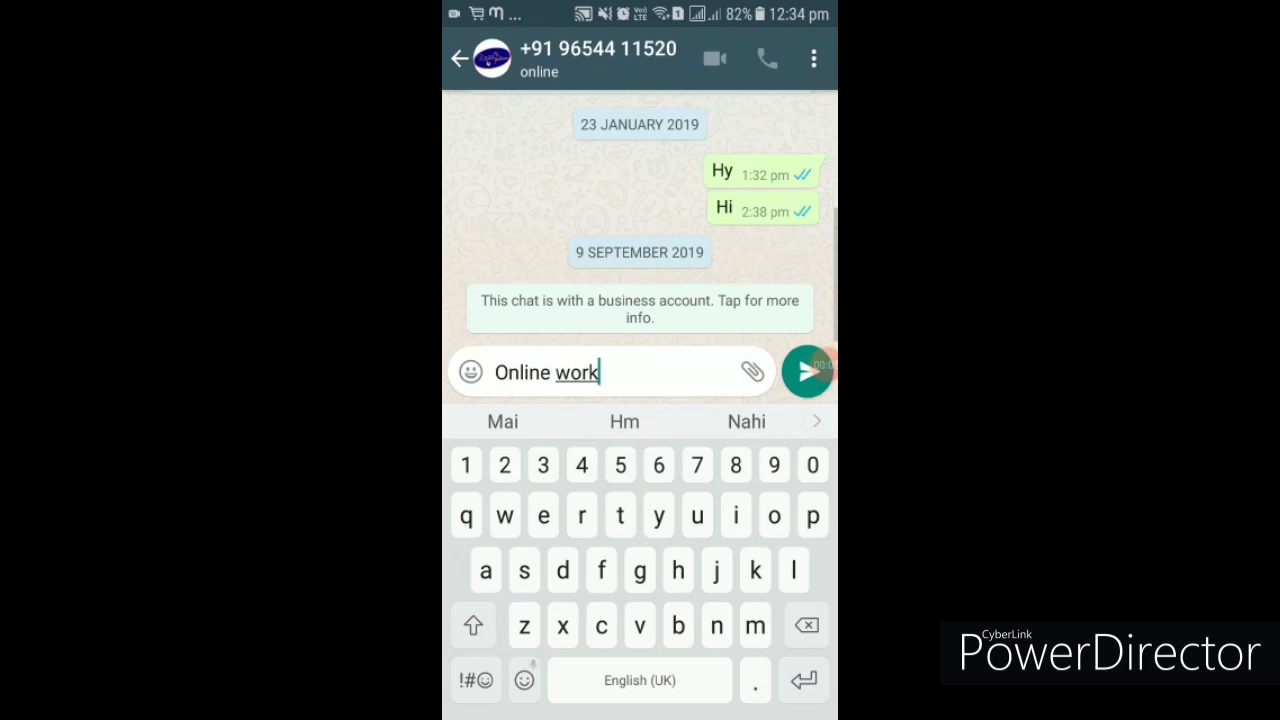 ... 82% 12:34 pm
+91 96544 11520
online
23 JANUARY 2019
Hy 1:32 pm
Hi 2:38 pm
9 SEPTEMBER 2019
This chat is with a business account. Tap for more
info.
Online work
Mai Hm Nahi
1 2 3 4 5 6 7 8 9 0
q w e r t y u i o p
a s d f g h j k l
z x c v b n m
!#☺ English (UK) .
CyberLink
PowerDirector